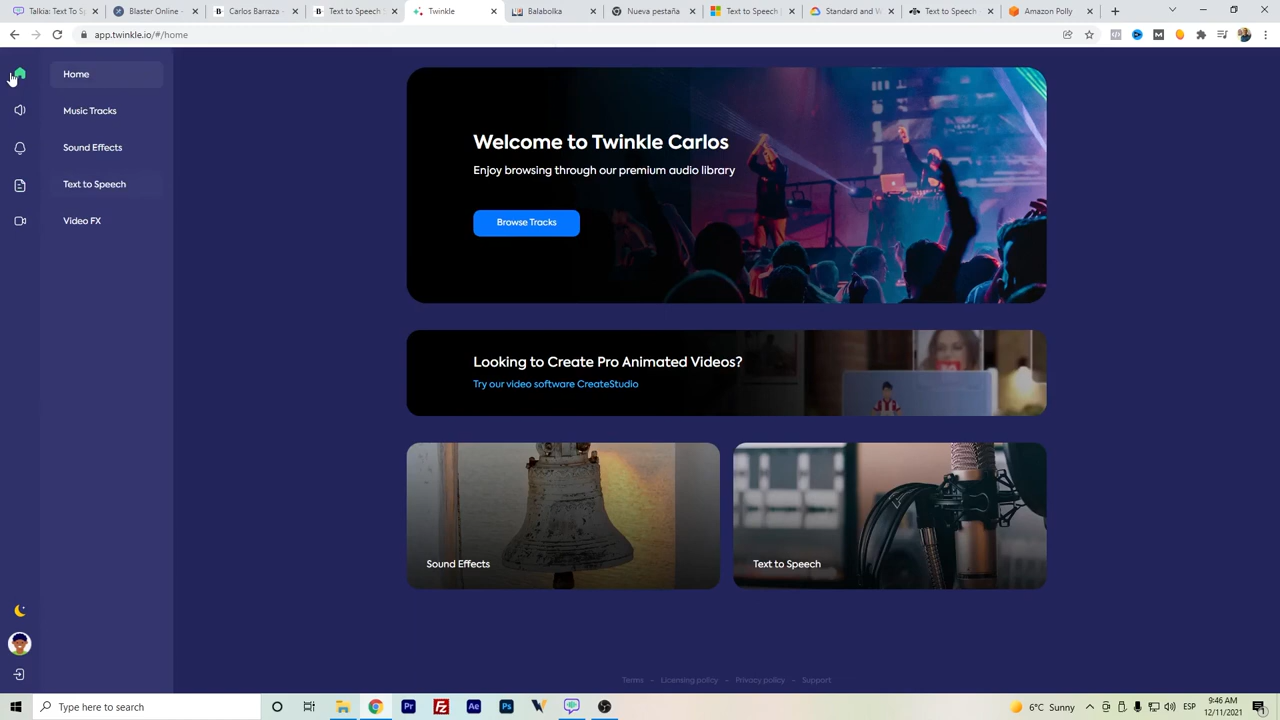 Talkia: Text To Sp
Blaster Online -
Carlos Barraza -
Text to Speech
Twinkle
Balabolka
Nueva pestaña
Text to Speech
Standard and W
Text to Speech
Amazon Polly
app.twinkle.io/#/home
Home
Music Tracks
Sound Effects
Text to Speech
Video FX
Welcome to Twinkle Carlos
Enjoy browsing through our premium audio library
Browse Tracks
Looking to Create Pro Animated Videos?
Try our video software CreateStudio
Sound Effects
Text to Speech
Terms - Licensing policy - Privacy policy - Support
Type here to search
6°C Sunny
ESP
9:46 AM
12/11/2021